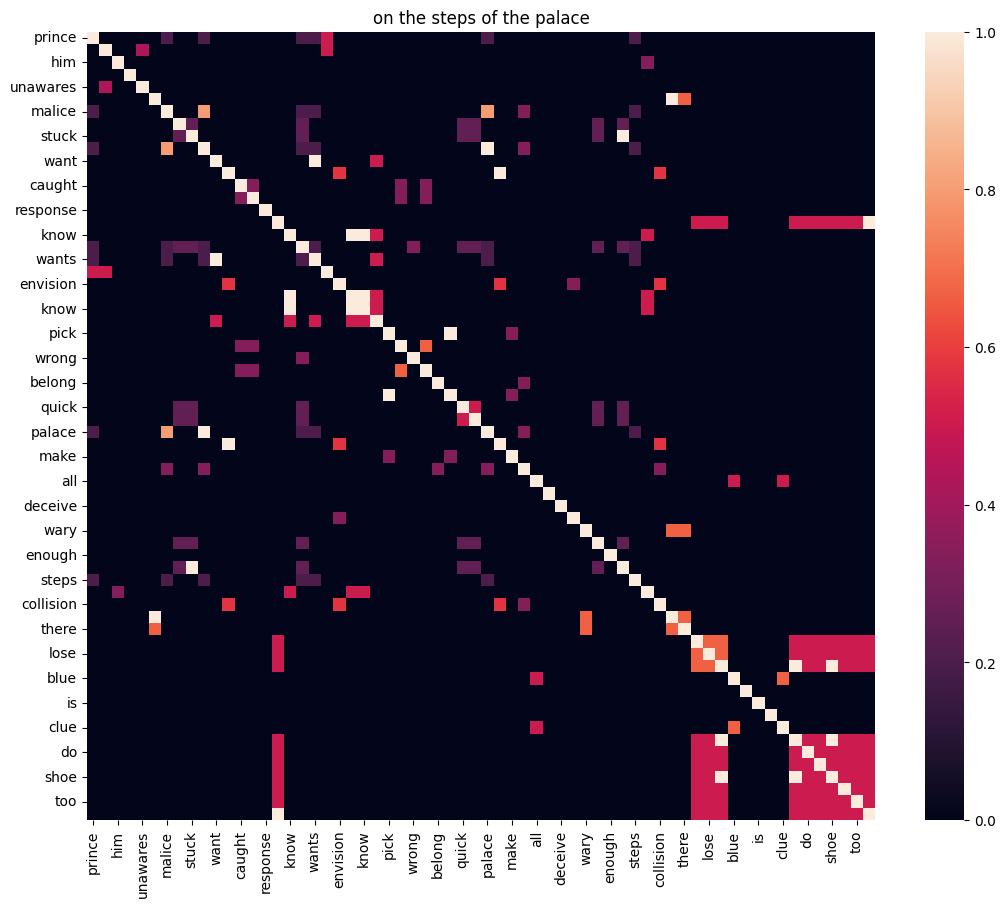 on the steps of the palace
prince
him
unawares
malice
stuck
want
caught
response
know
wants
envision
know
pick
wrong
belong
quick
palace
make
all
deceive
wary
enough
steps
collision
there
lose
blue
is
clue
do
shoe
too
prince
him
unawares
malice
stuck
want
caught
response
know
wants
envision
know
pick
wrong
belong
quick
palace
make
all
deceive
wary
enough
steps
collision
there
lose
blue
is
clue
do
shoe
too
1.0
0.8
0.6
0.4
0.2
0.0